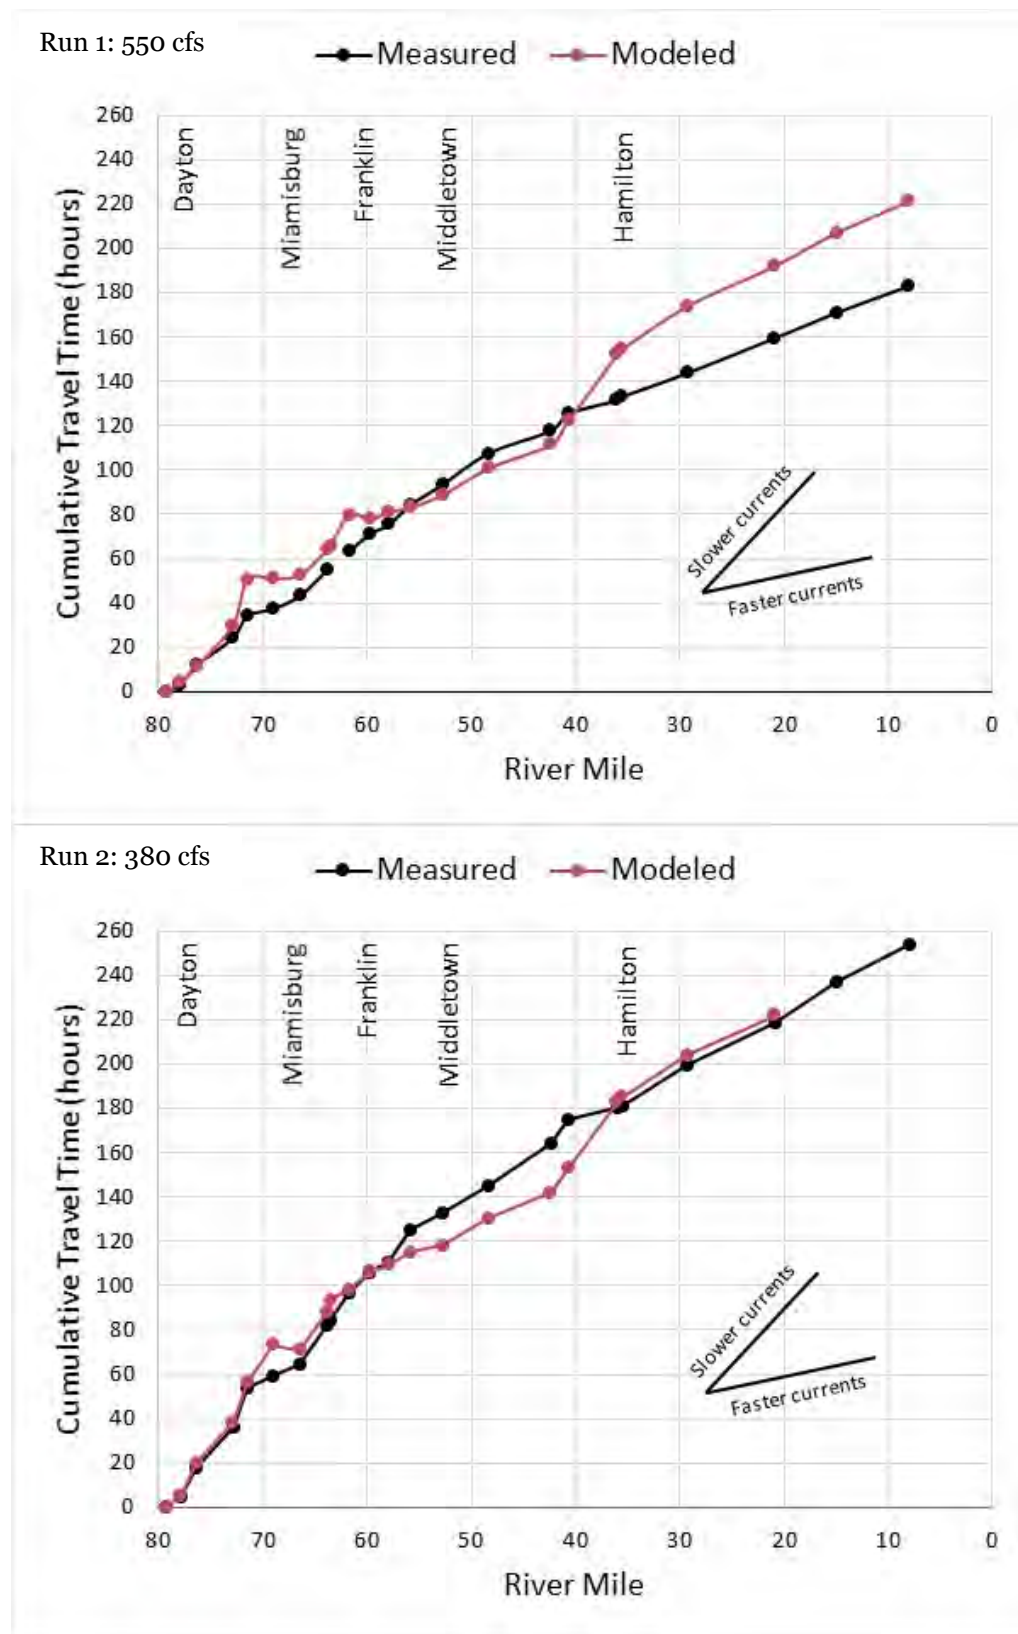 Run 1: 550 cfs
Measured Modeled
260
240
220
200
180
160
140
120
100
80
60
40
20
0
Cumulative Travel Time (hours)
Dayton
Miamisburg
Franklin
Middletown
Hamilton
Slower currents
Faster currents
80 70 60 50 40 30 20 10 0
River Mile
Run 2: 380 cfs
Measured Modeled
260
240
220
200
180
160
140
120
100
80
60
40
20
0
Cumulative Travel Time (hours)
Dayton
Miamisburg
Franklin
Middletown
Hamilton
Slower currents
Faster currents
80 70 60 50 40 30 20 10 0
River Mile